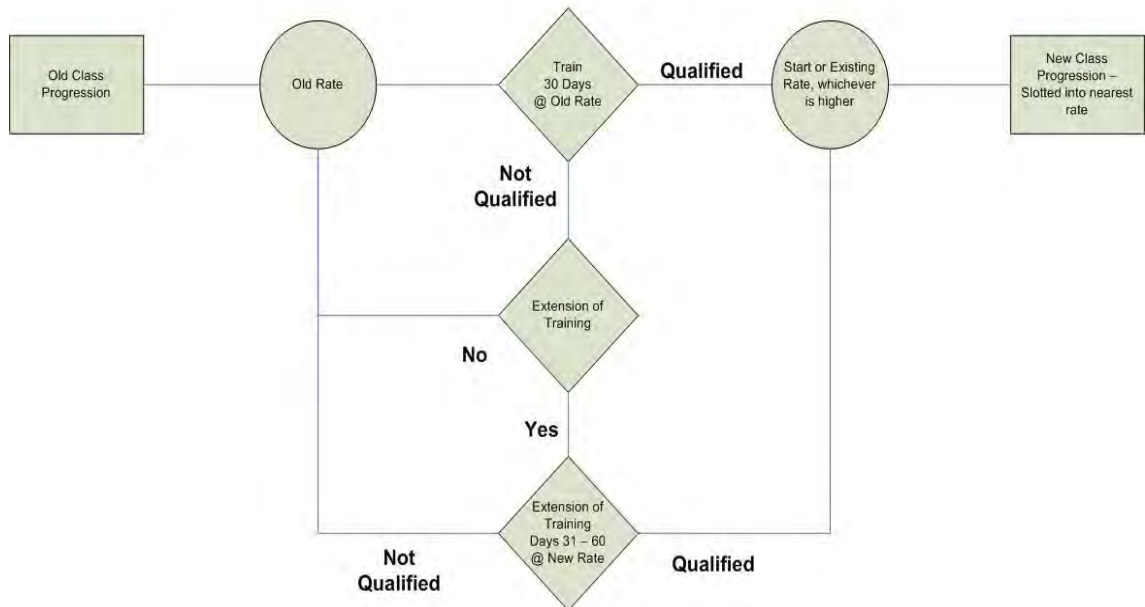 Old Class
Progression
Old Rate
Train
30 Days
@ Old Rate
Qualified
Start or Existing
Rate, whichever
is higher
New Class
Progression –
Slotted into nearest
rate
Not
Qualified
Extension of
Training
No
Yes
Extension of
Training
Days 31 – 60
@ New Rate
Not
Qualified
Qualified